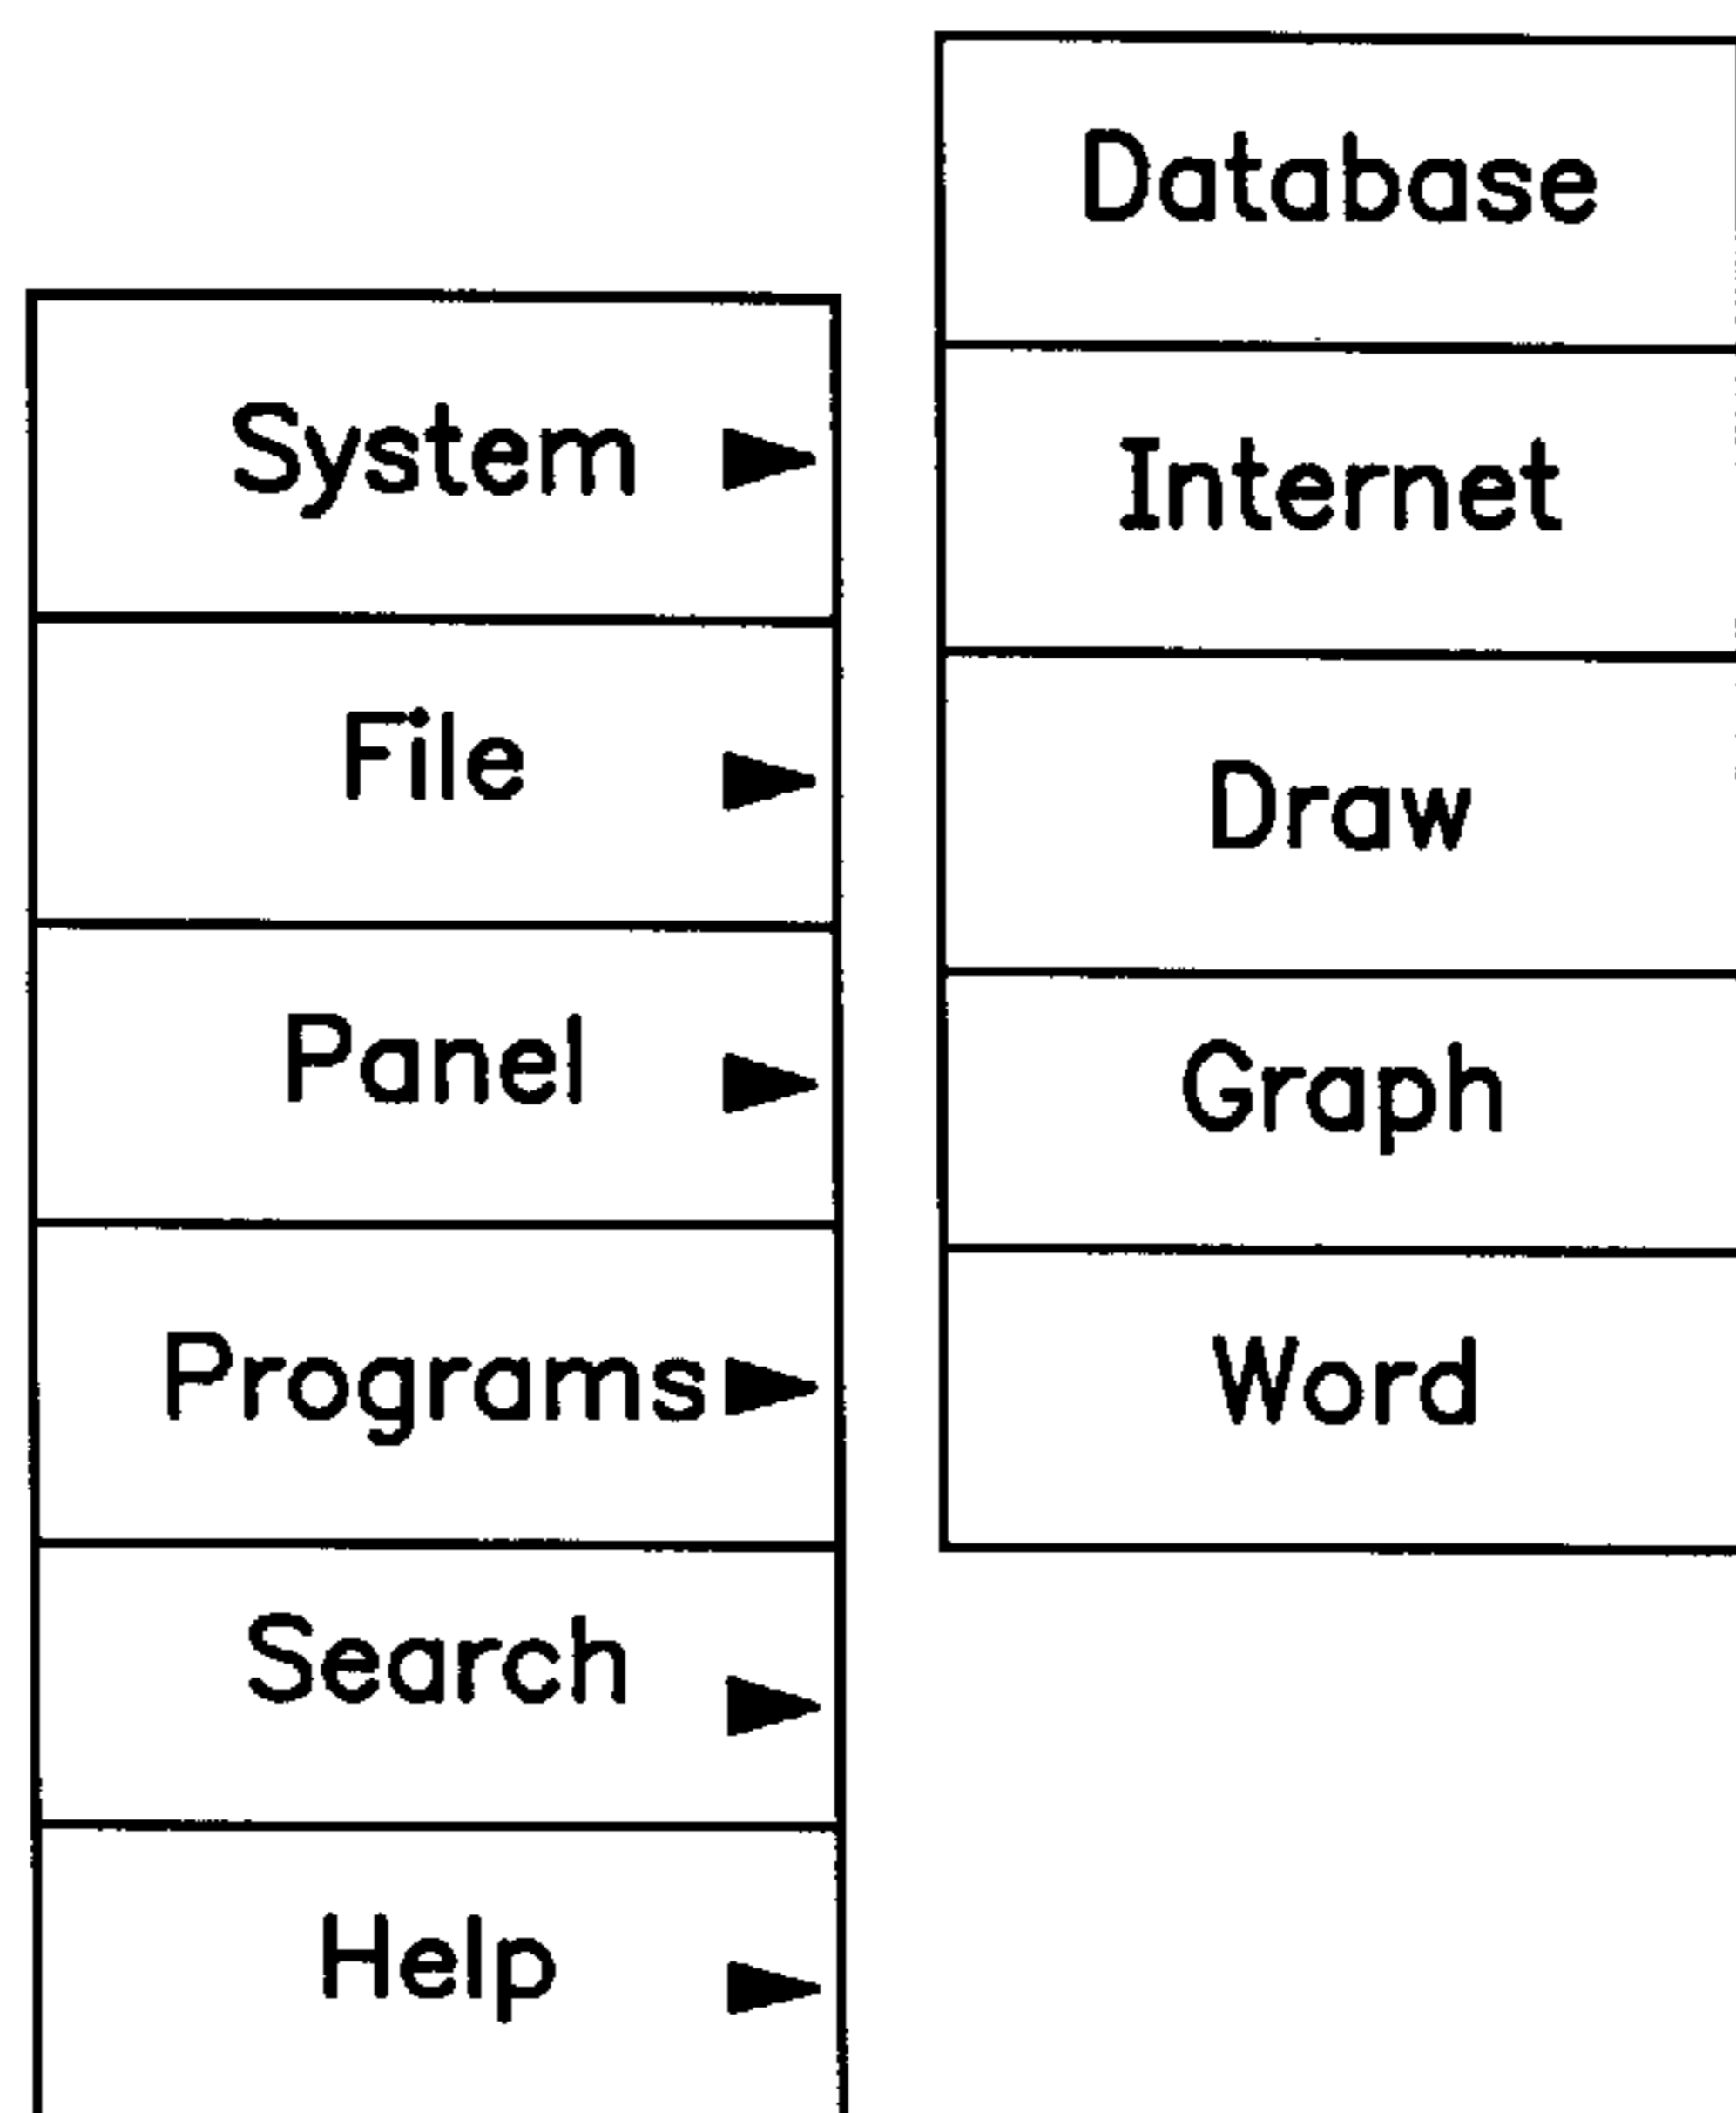 System
File
Panel
Programs
Search
Help
Database
Internet
Draw
Graph
Word